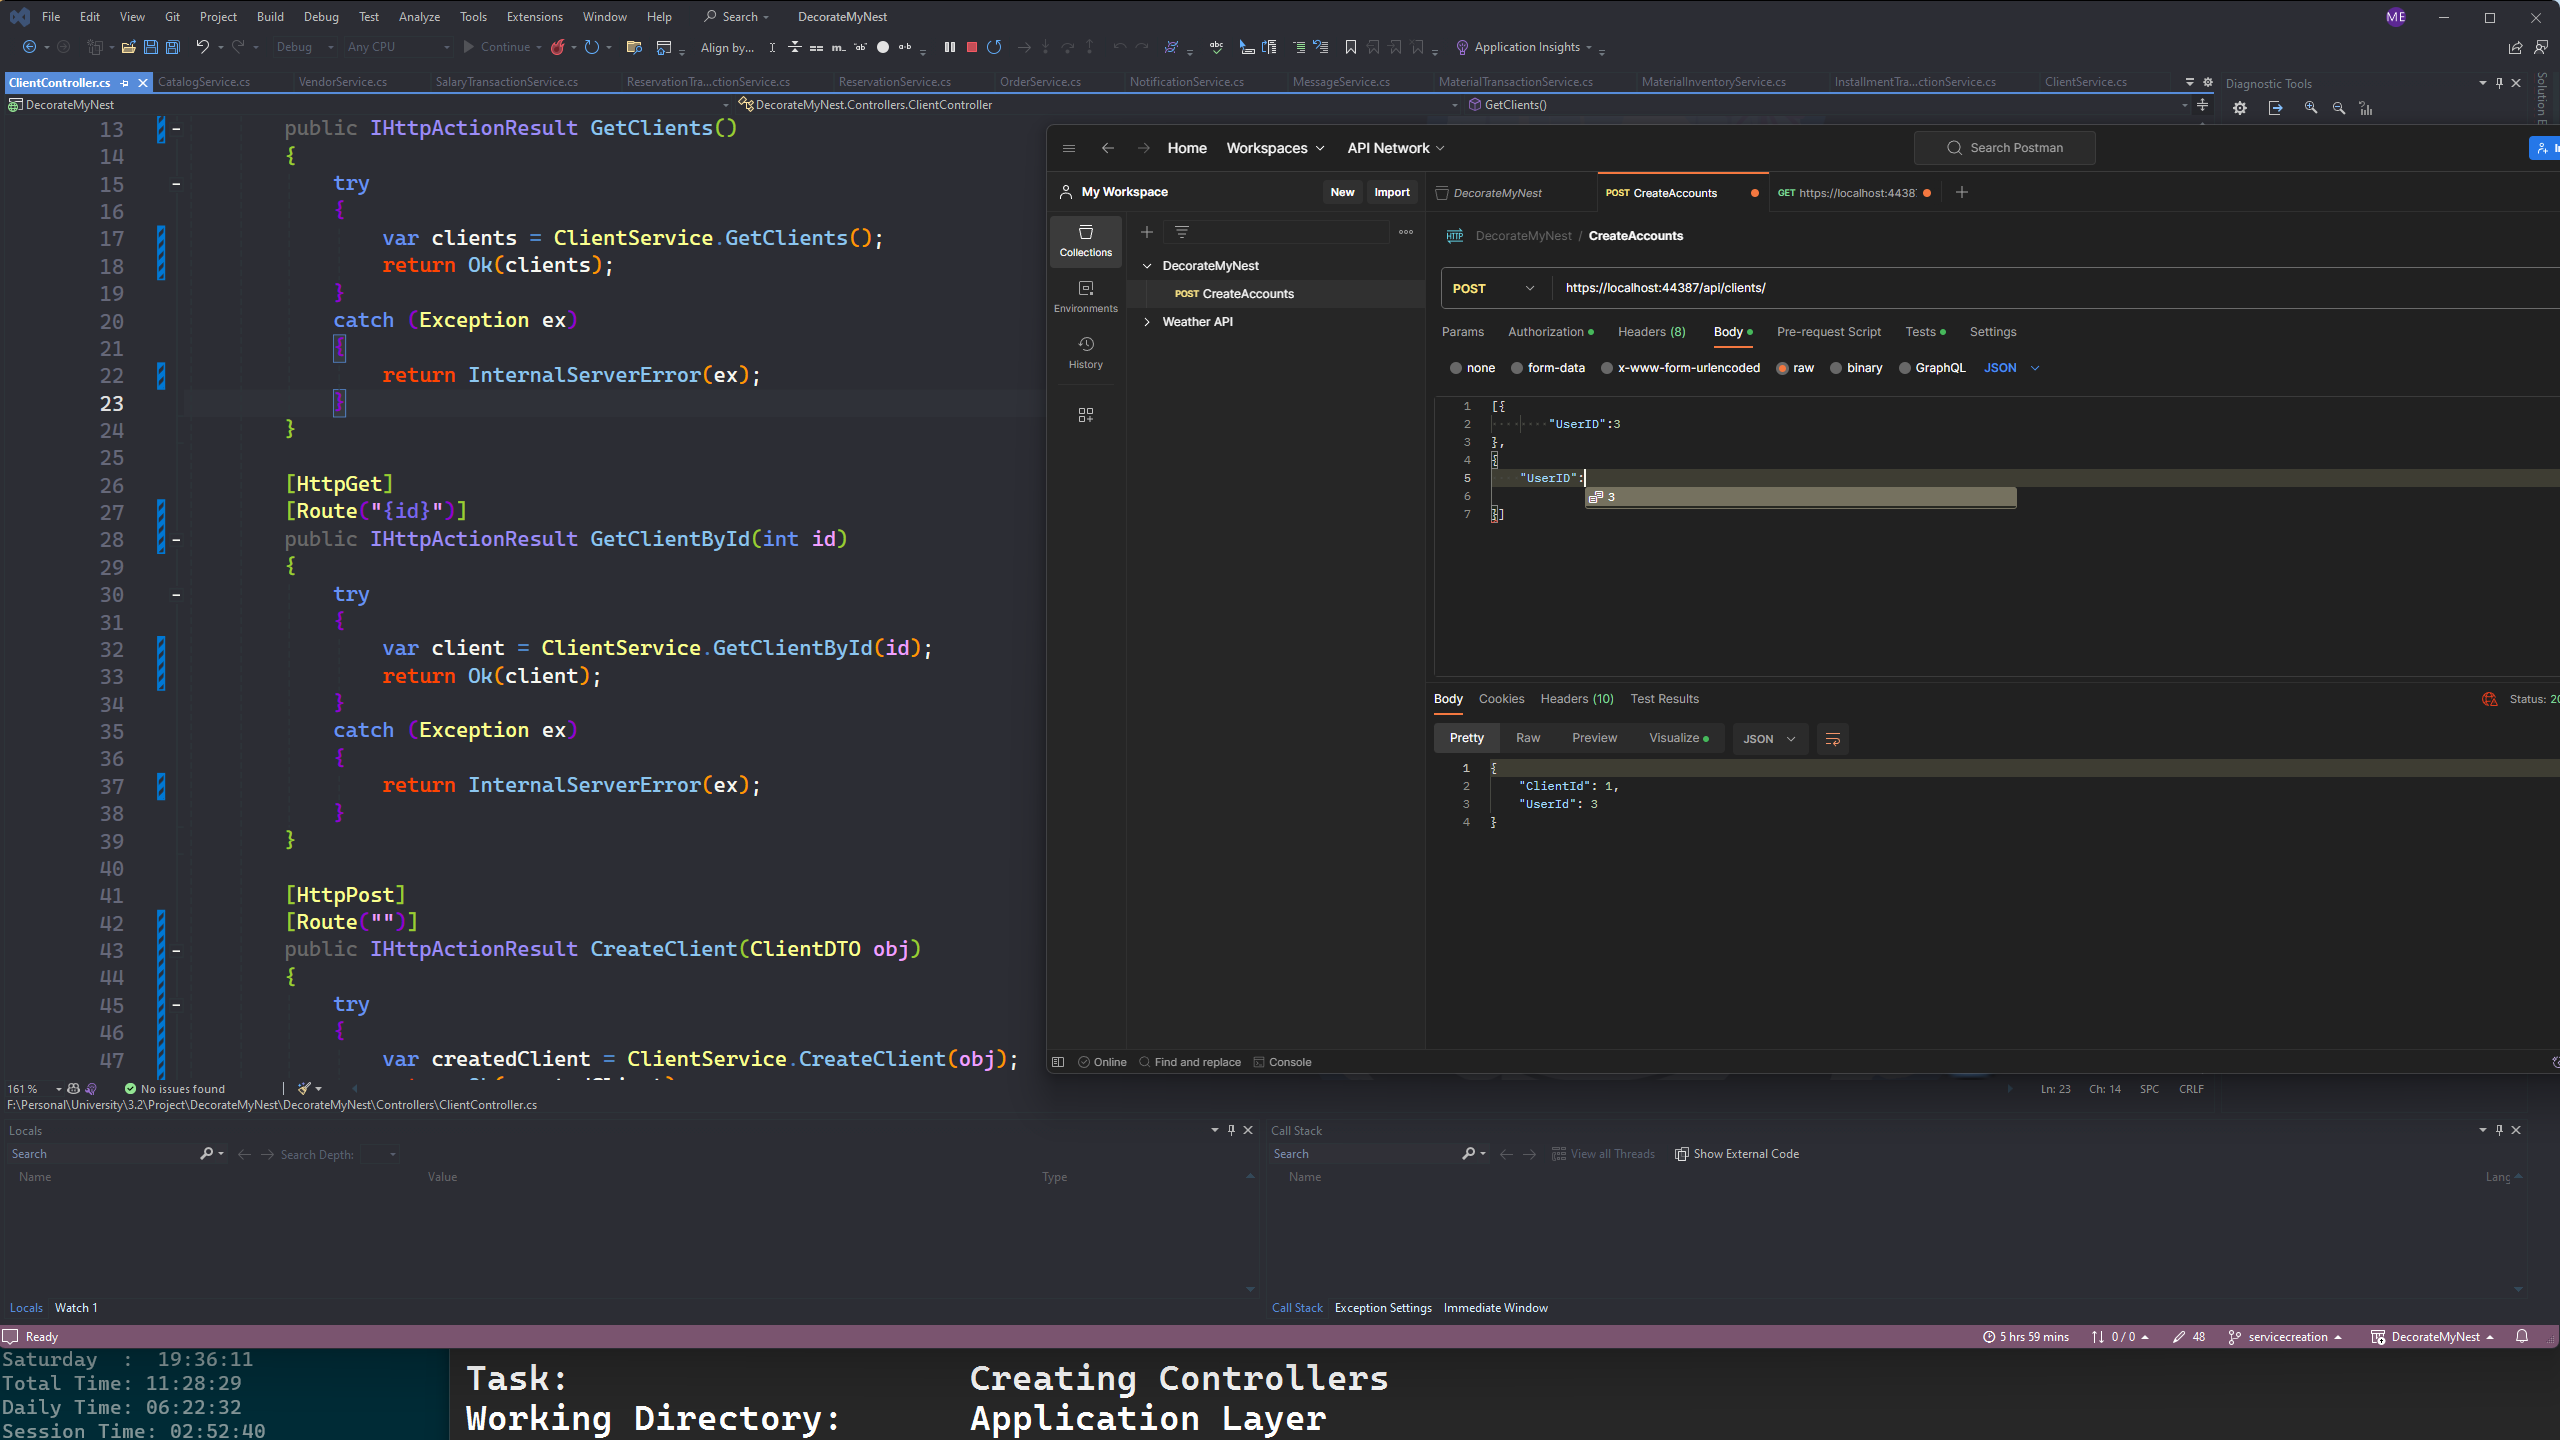 File Edit View Git Project Build Debug Test Analyze Tools Extensions Window Help Search DecorateMyNest ME
Debug Any CPU Continue Align by... Application Insights
ClientController.cs CatalogService.cs VendorService.cs SalaryTransactionService.cs ReservationTra...ctionService.cs ReservationService.cs OrderService.cs NotificationService.cs MessageService.cs MaterialTransactionService.cs MaterialInventoryService.cs InstallmentTra...ctionService.cs ClientService.cs Diagnostic Tools
DecorateMyNest DecorateMyNest.Controllers.ClientController GetClients()
Solution E
13 public IHttpActionResult GetClients()
14 {
15 try
16 {
17 var clients = ClientService.GetClients();
18 return Ok(clients);
19 }
20 catch (Exception ex)
21 {
22 return InternalServerError(ex);
23 }
24 }
25
26 [HttpGet]
27 [Route("{id}")]
28 public IHttpActionResult GetClientById(int id)
29 {
30 try
31 {
32 var client = ClientService.GetClientById(id);
33 return Ok(client);
34 }
35 catch (Exception ex)
36 {
37 return InternalServerError(ex);
38 }
39 }
40
41 [HttpPost]
42 [Route("")]
43 public IHttpActionResult CreateClient(ClientDTO obj)
44 {
45 try
46 {
47 var createdClient = ClientService.CreateClient(obj);
Home Workspaces API Network Search Postman
My Workspace New Import DecorateMyNest POST CreateAccounts GET https://localhost:4438
Collections
Environments
History
DecorateMyNest
POST CreateAccounts
Weather API
HTTP DecorateMyNest / CreateAccounts
POST https://localhost:44387/api/clients/
Params Authorization Headers (8) Body Pre-request Script Tests Settings
none form-data x-www-form-urlencoded raw binary GraphQL JSON
1 [{
2 "UserID":3
3 },
4 {
5 "UserID":
6 3
7 }]
Body Cookies Headers (10) Test Results Status: 20
Pretty Raw Preview Visualize JSON
1 {
2 "ClientId": 1,
3 "UserId": 3
4 }
Online Find and replace Console
161 % No issues found Ln: 23 Ch: 14 SPC CRLF
F:\Personal\University\3.2\Project\DecorateMyNest\DecorateMyNest\Controllers\ClientController.cs
Locals
Search Search Depth:
Name Value Type
Locals Watch 1
Call Stack
Search View all Threads Show External Code
Name Lang
Call Stack Exception Settings Immediate Window
Ready 5 hrs 59 mins 0 / 0 48 servicecreation DecorateMyNest
Saturday : 19:36:11
Total Time: 11:28:29
Daily Time: 06:22:32
Session Time: 02:52:40
Task: Creating Controllers
Working Directory: Application Layer